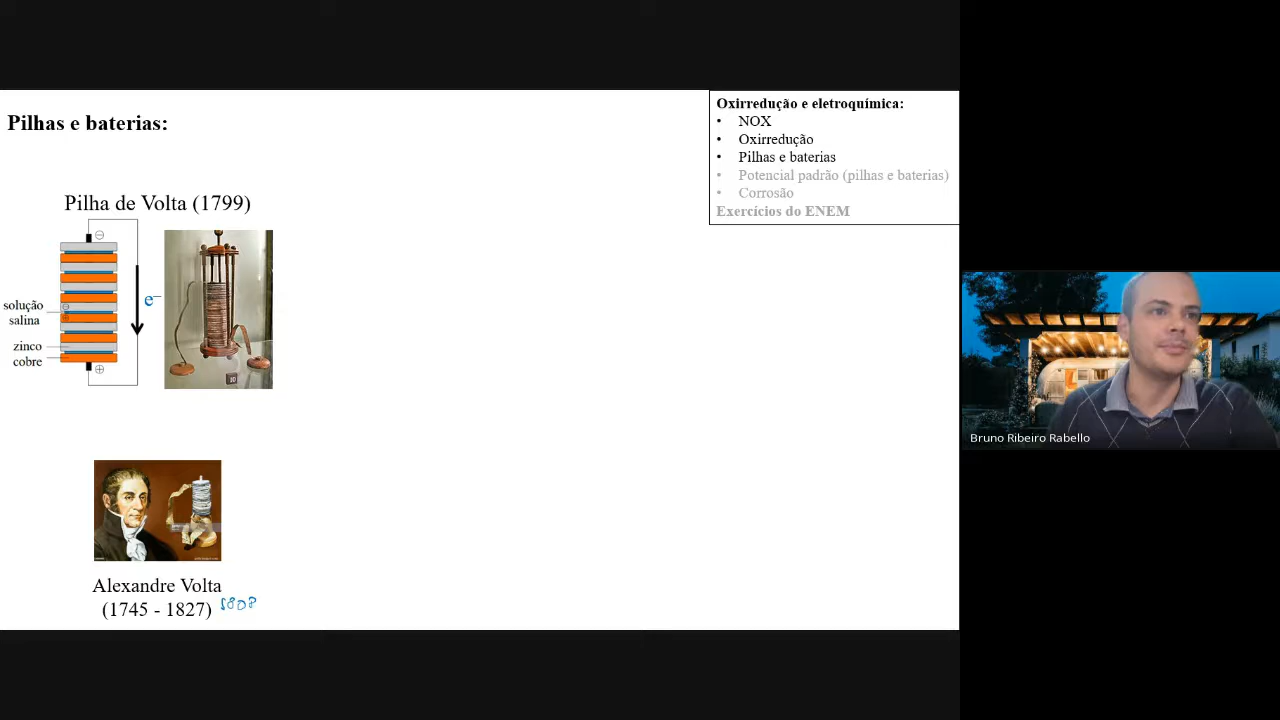 Pilhas e baterias:
Oxirredução e eletroquímica:
• NOX
• Oxirredução
• Pilhas e baterias
• Potencial padrão (pilhas e baterias)
• Corrosão
Exercícios do ENEM
Pilha de Volta (1799)
e⁻
solução
salina
zinco
cobre
Alexandre Volta
(1745 - 1827)
Bruno Ribeiro Rabello